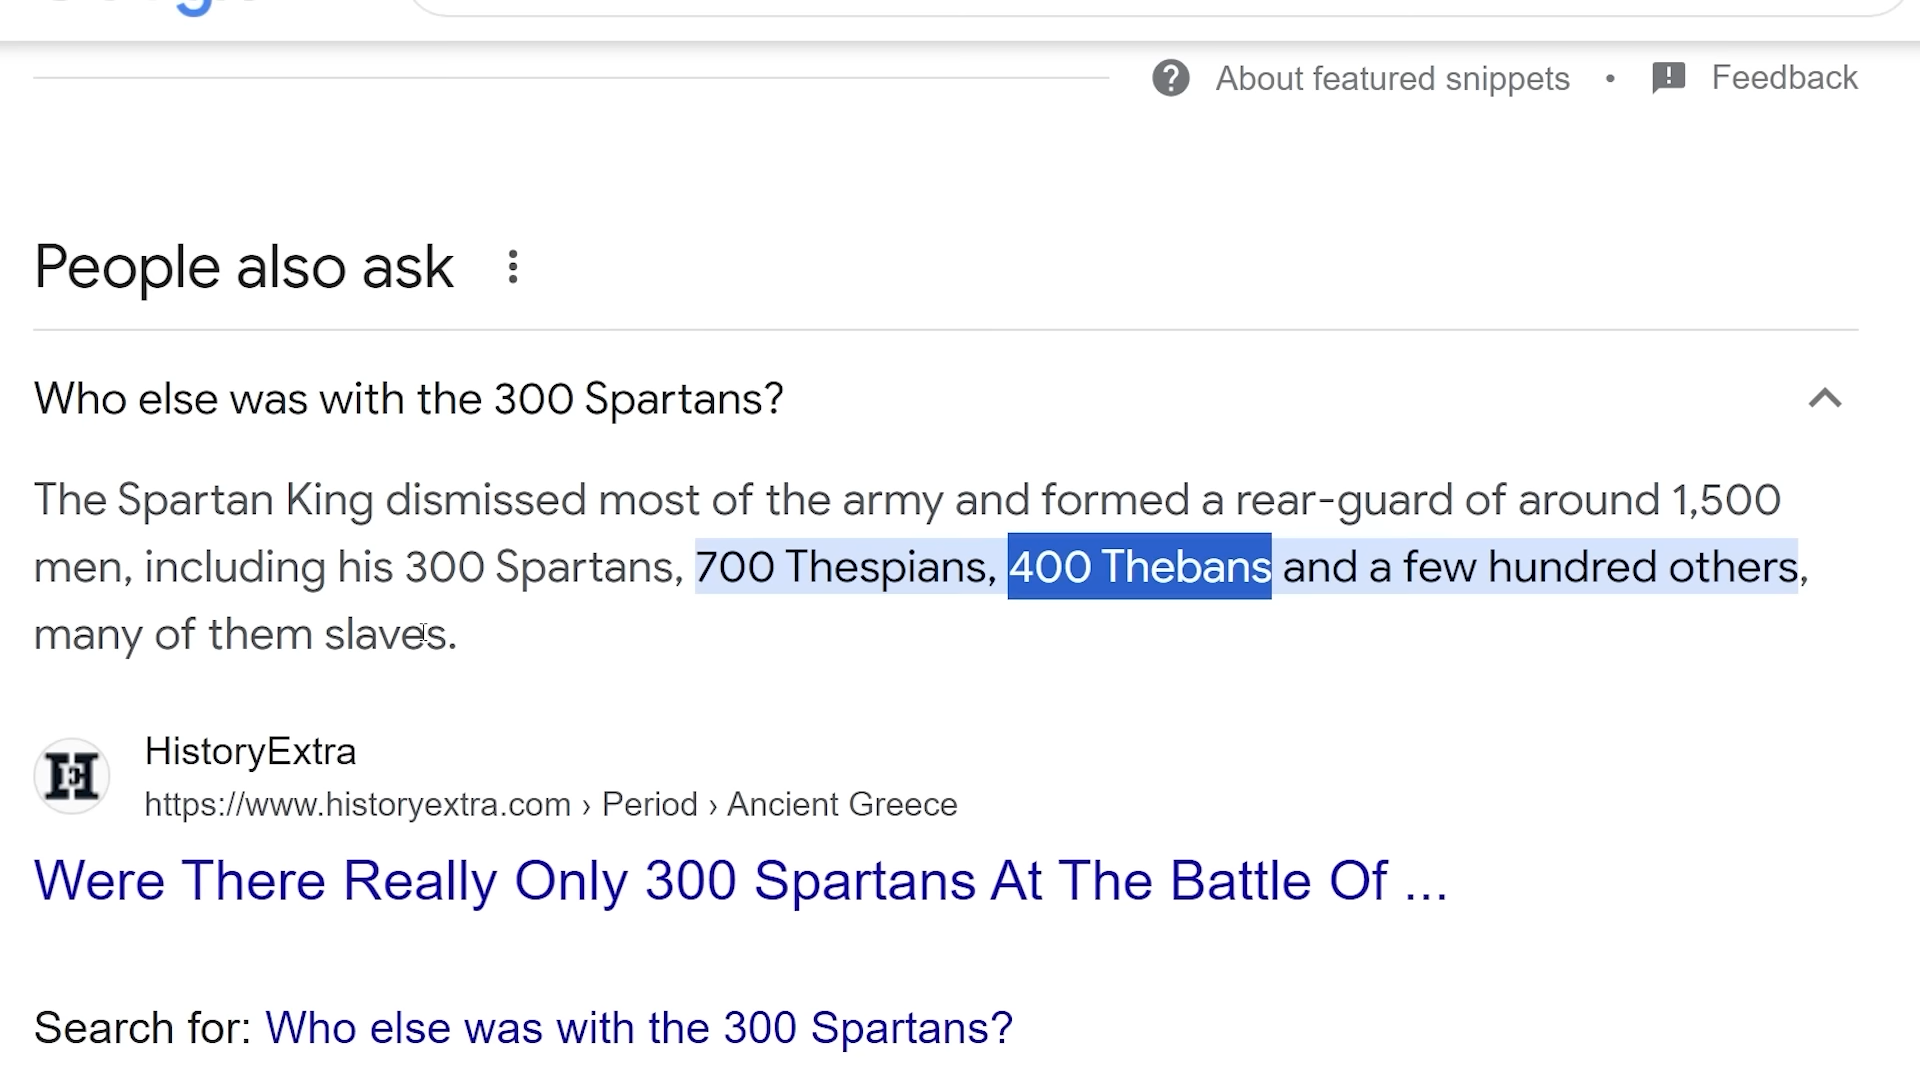 About featured snippets • Feedback
People also ask
Who else was with the 300 Spartans?
The Spartan King dismissed most of the army and formed a rear-guard of around 1,500
men, including his 300 Spartans, 700 Thespians, 400 Thebans and a few hundred others,
many of them slaves.
HistoryExtra
https://www.historyextra.com › Period › Ancient Greece
Were There Really Only 300 Spartans At The Battle Of ...
Search for: Who else was with the 300 Spartans?